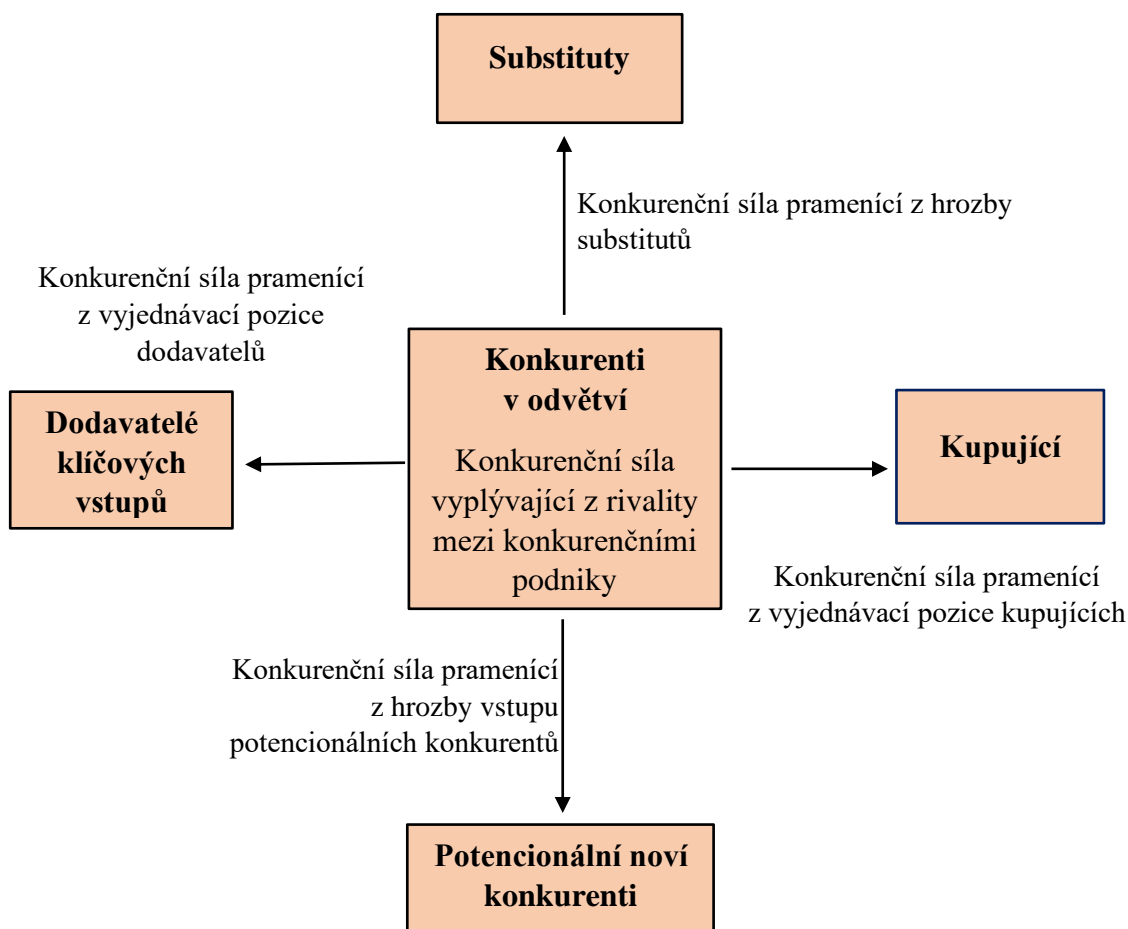 Substituty
Konkurenční síla pramenící z hrozby
substitutů
Konkurenční síla pramenící
z vyjednávací pozice
dodavatelů
Dodavatelé
klíčových
vstupů
Konkurenti
v odvětví
Konkurenční síla
vyplývající z rivality
mezi konkurenčními
podniky
Kupující
Konkurenční síla pramenící
z vyjednávací pozice kupujících
Konkurenční síla pramenící
z hrozby vstupu
potencionálních konkurentů
Potencionální noví
konkurenti